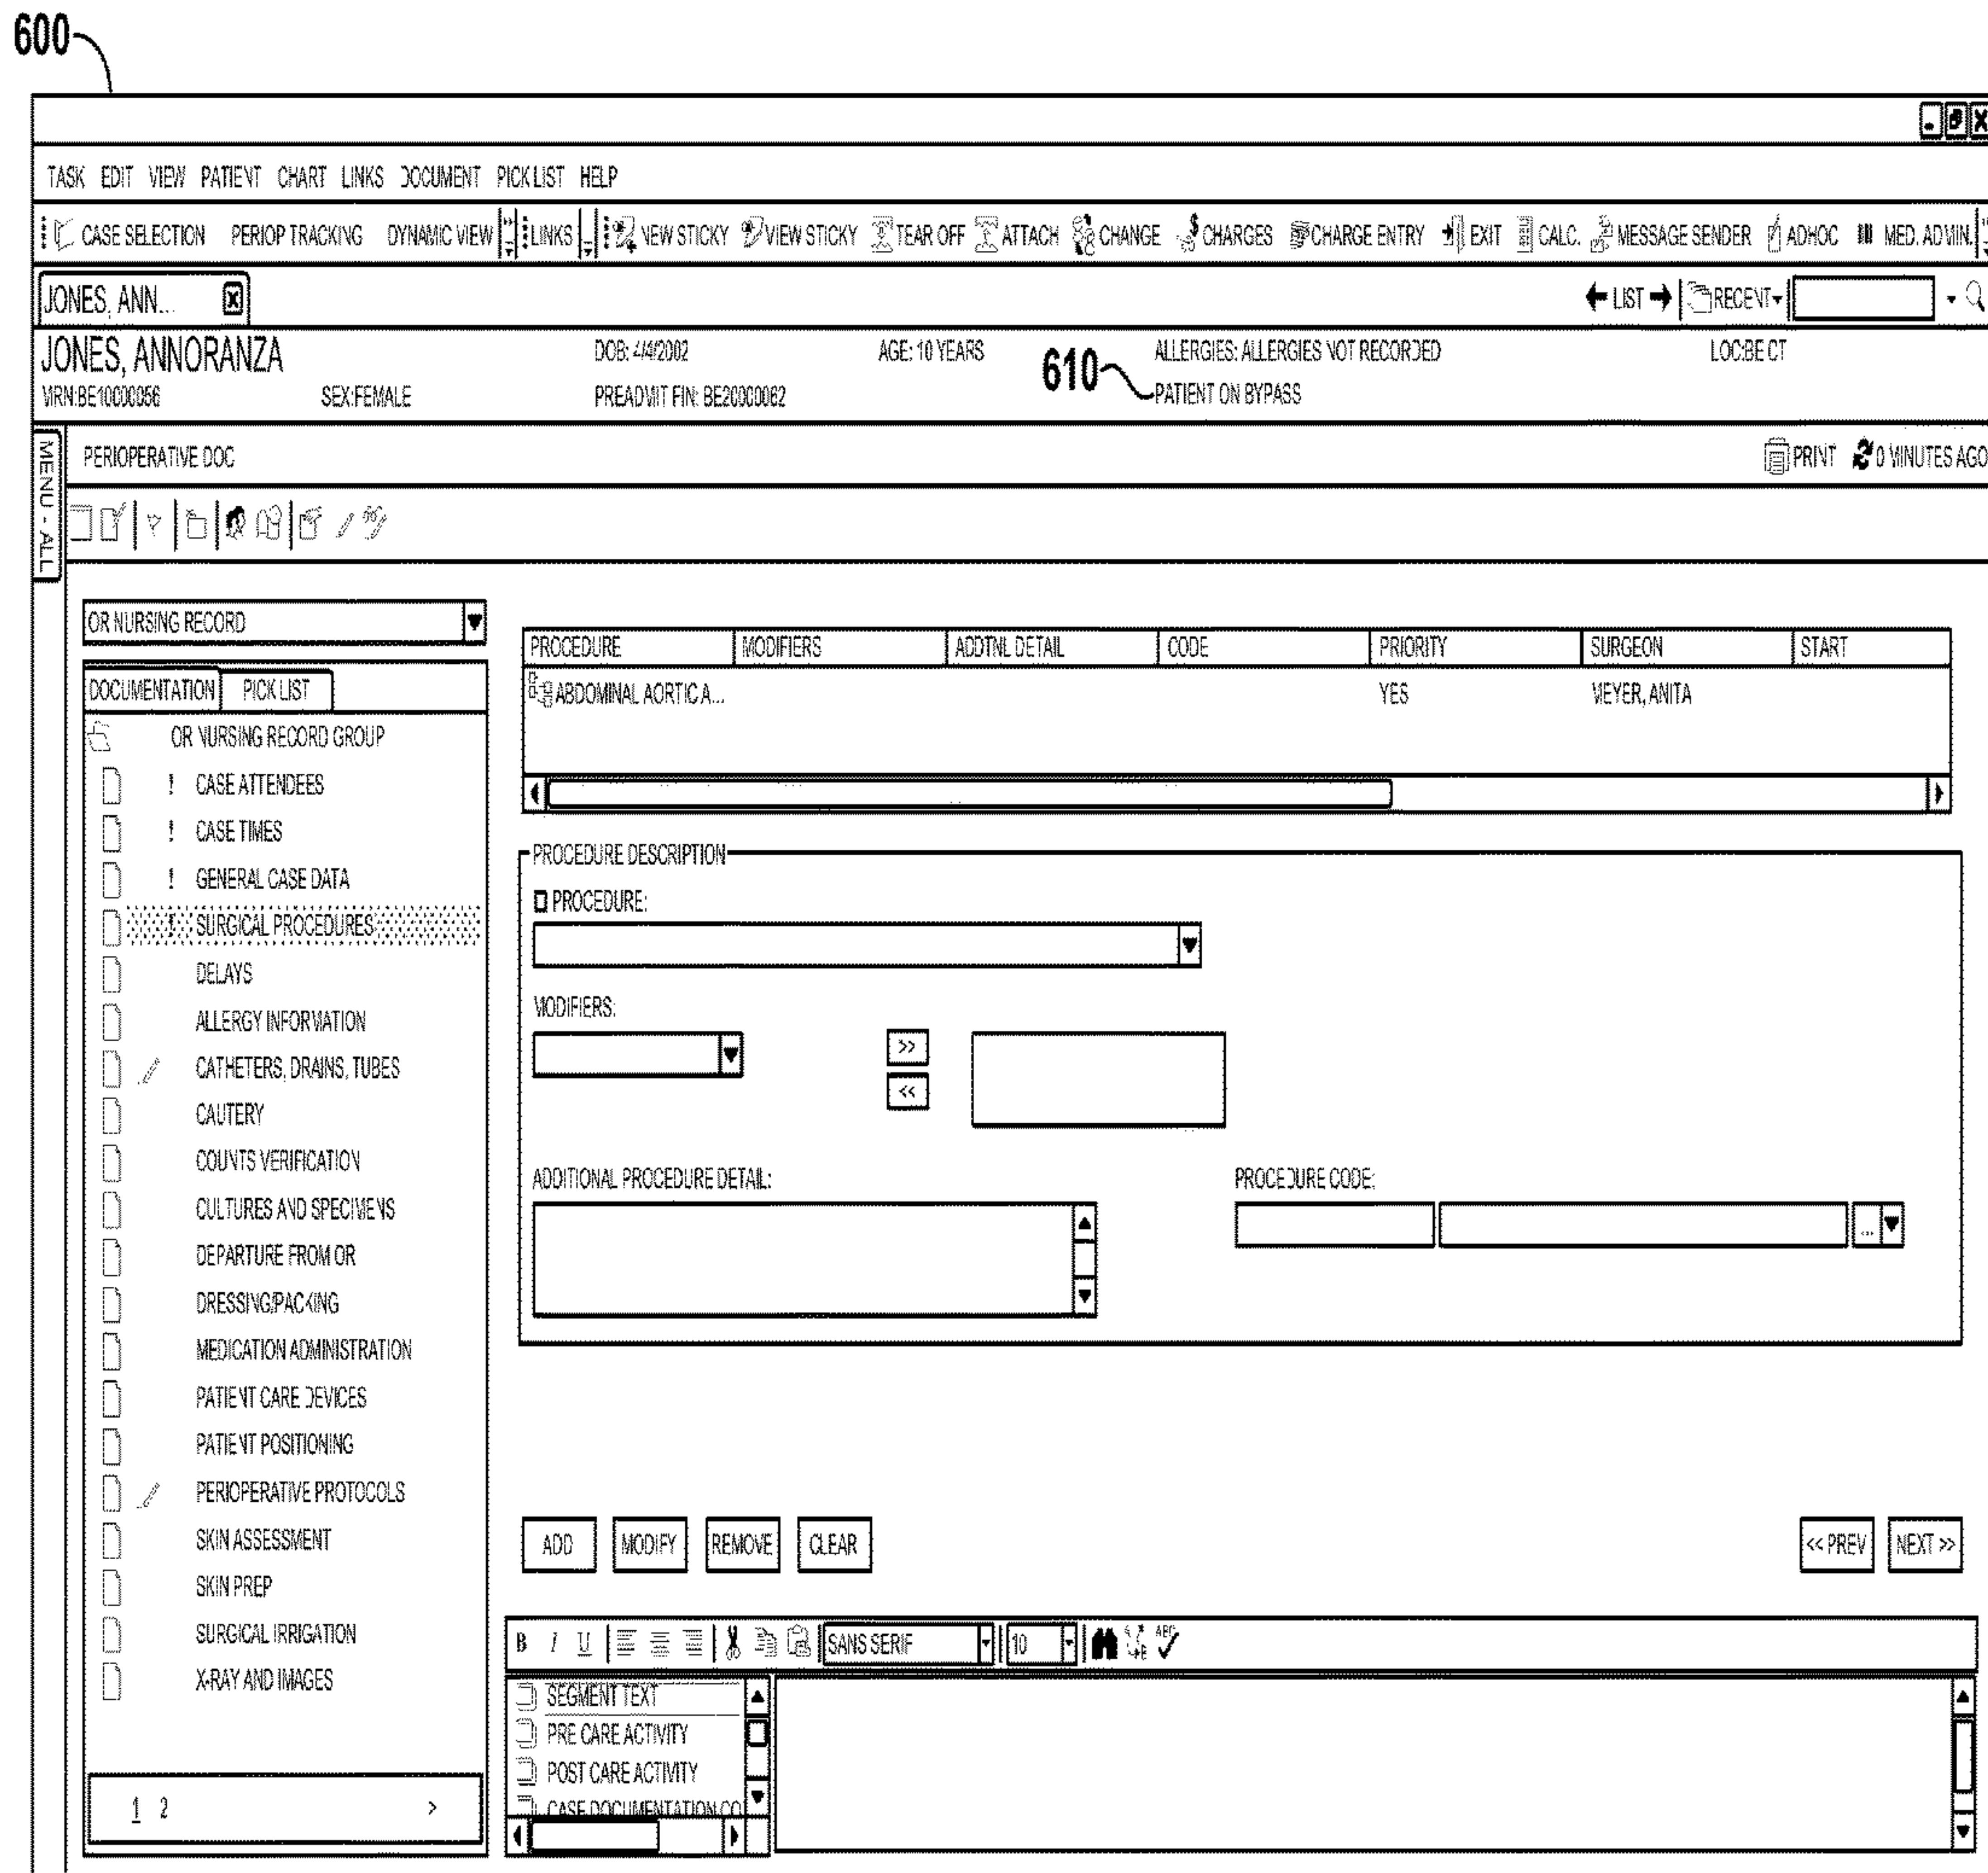 600
TASK EDIT VIEW PATIENT CHART LINKS DOCUMENT PICK LIST HELP
CASE SELECTION PERIOP TRACKING DYNAMIC VIEW LINKS NEW STICKY VIEW STICKY TEAR OFF ATTACH CHANGE CHARGES CHARGE ENTRY EXIT CALC. MESSAGE SENDER ADHOC MED. ADMIN.
JONES, ANN... LIST RECENT
JONES, ANNORANZA DOB: 4/4/2002 AGE: 10 YEARS ALLERGIES: ALLERGIES NOT RECORDED LOC:BE CT
MRN:BE10000056 SEX:FEMALE PREADMIT FIN: BE20000062 610 PATIENT ON BYPASS
MENU - ALL
PERIOPERATIVE DOC PRINT 0 MINUTES AGO
OR NURSING RECORD
DOCUMENTATION PICK LIST
OR NURSING RECORD GROUP
! CASE ATTENDEES
! CASE TIMES
! GENERAL CASE DATA
! SURGICAL PROCEDURES
DELAYS
ALLERGY INFORMATION
CATHETERS, DRAINS, TUBES
CAUTERY
COUNTS VERIFICATION
CULTURES AND SPECIMENS
DEPARTURE FROM OR
DRESSING/PACKING
MEDICATION ADMINISTRATION
PATIENT CARE DEVICES
PATIENT POSITIONING
PERIOPERATIVE PROTOCOLS
SKIN ASSESSMENT
SKIN PREP
SURGICAL IRRIGATION
X-RAY AND IMAGES
1 2 >
PROCEDURE MODIFIERS ADDTNL DETAIL CODE PRIORITY SURGEON START
ABDOMINAL AORTIC A... YES MEYER, ANITA
PROCEDURE DESCRIPTION
PROCEDURE:
MODIFIERS:
>>
<<
ADDITIONAL PROCEDURE DETAIL: PROCEDURE CODE:
...
ADD MODIFY REMOVE CLEAR << PREV NEXT >>
B I U SANS SERIF 10 ABC
SEGMENT TEXT
PRE CARE ACTIVITY
POST CARE ACTIVITY
CASE DOCUMENTATION CO